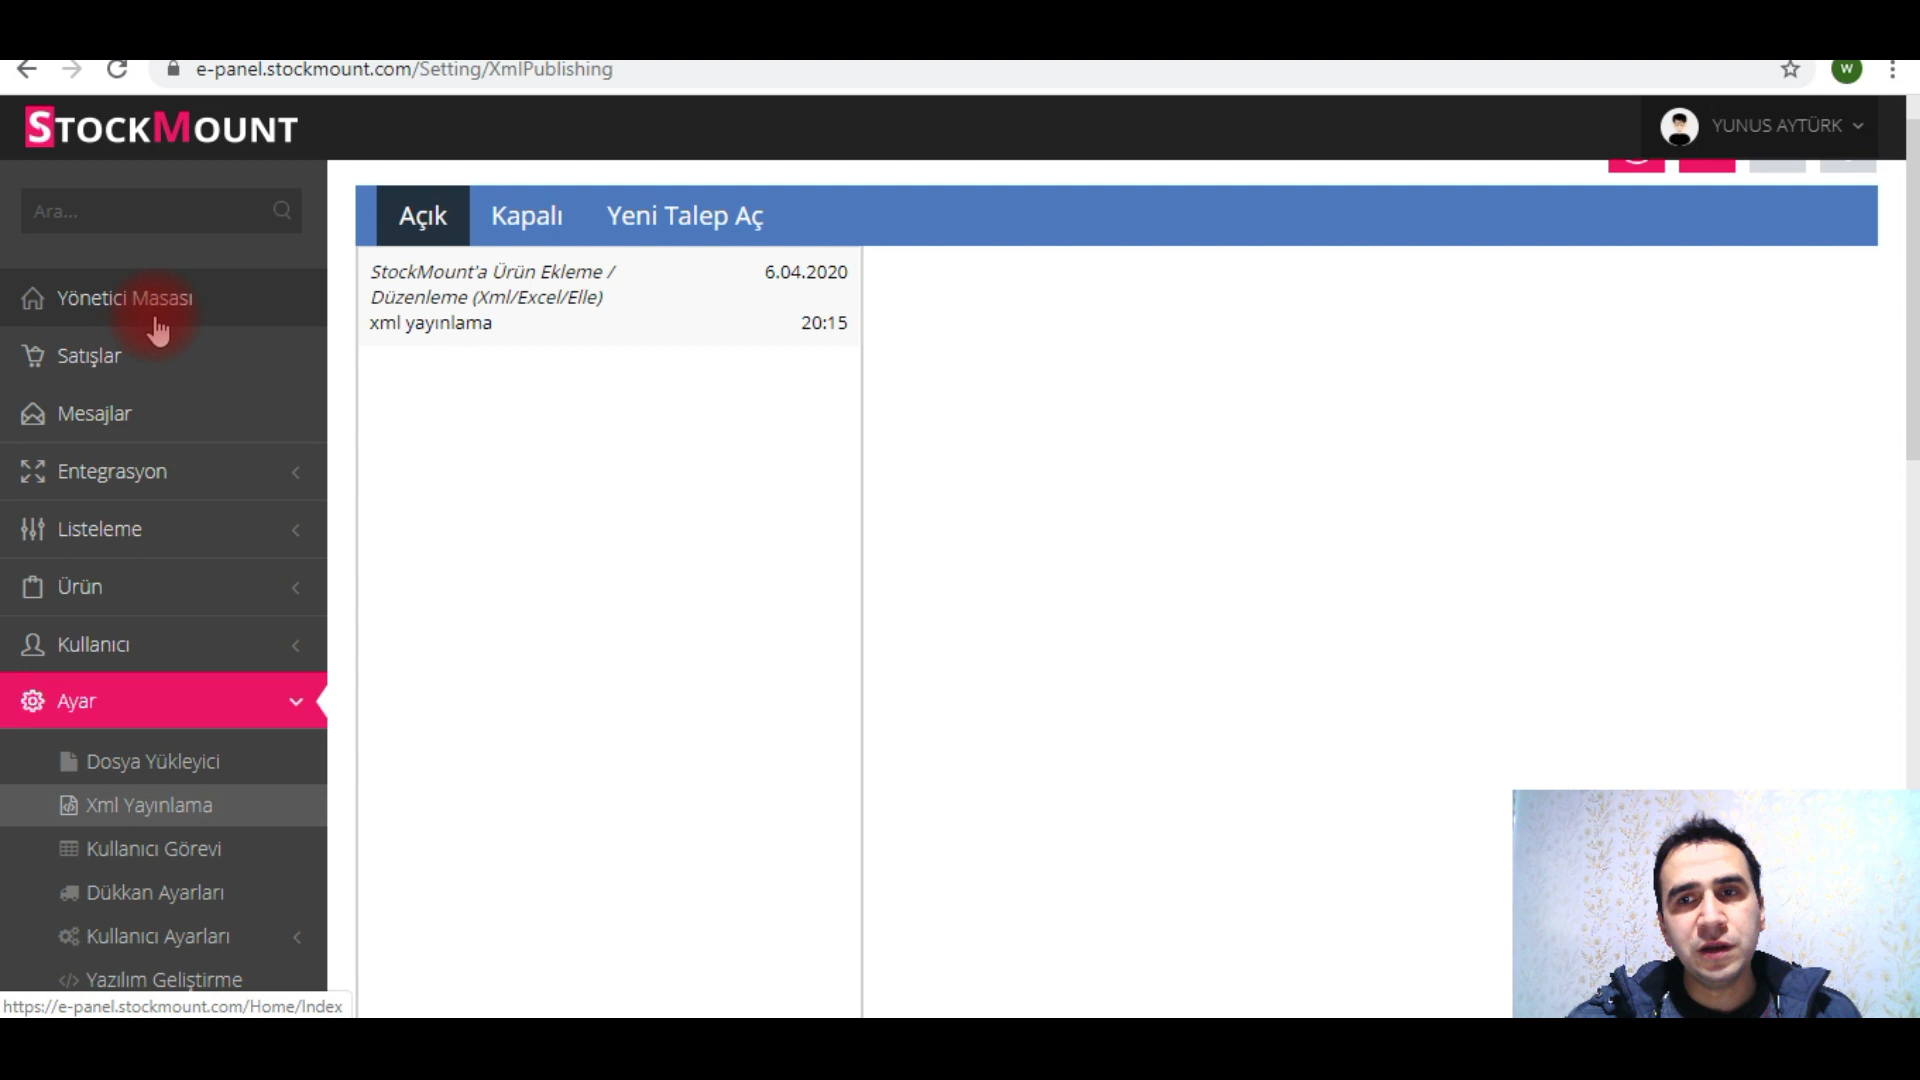 e-panel.stockmount.com/Setting/XmlPublishing
W
STOCKMOUNT
YUNUS AYTÜRK
Ara...
Açık
Kapalı
Yeni Talep Aç
StockMount'a Ürün Ekleme /
Düzenleme (Xml/Excel/Elle)
6.04.2020
xml yayınlama
20:15
Yönetici Masası
Satışlar
Mesajlar
Entegrasyon
Listeleme
Ürün
Kullanıcı
Ayar
Dosya Yükleyici
Xml Yayınlama
Kullanıcı Görevi
Dükkan Ayarları
Kullanıcı Ayarları
Yazılım Geliştirme
https://e-panel.stockmount.com/Home/Index